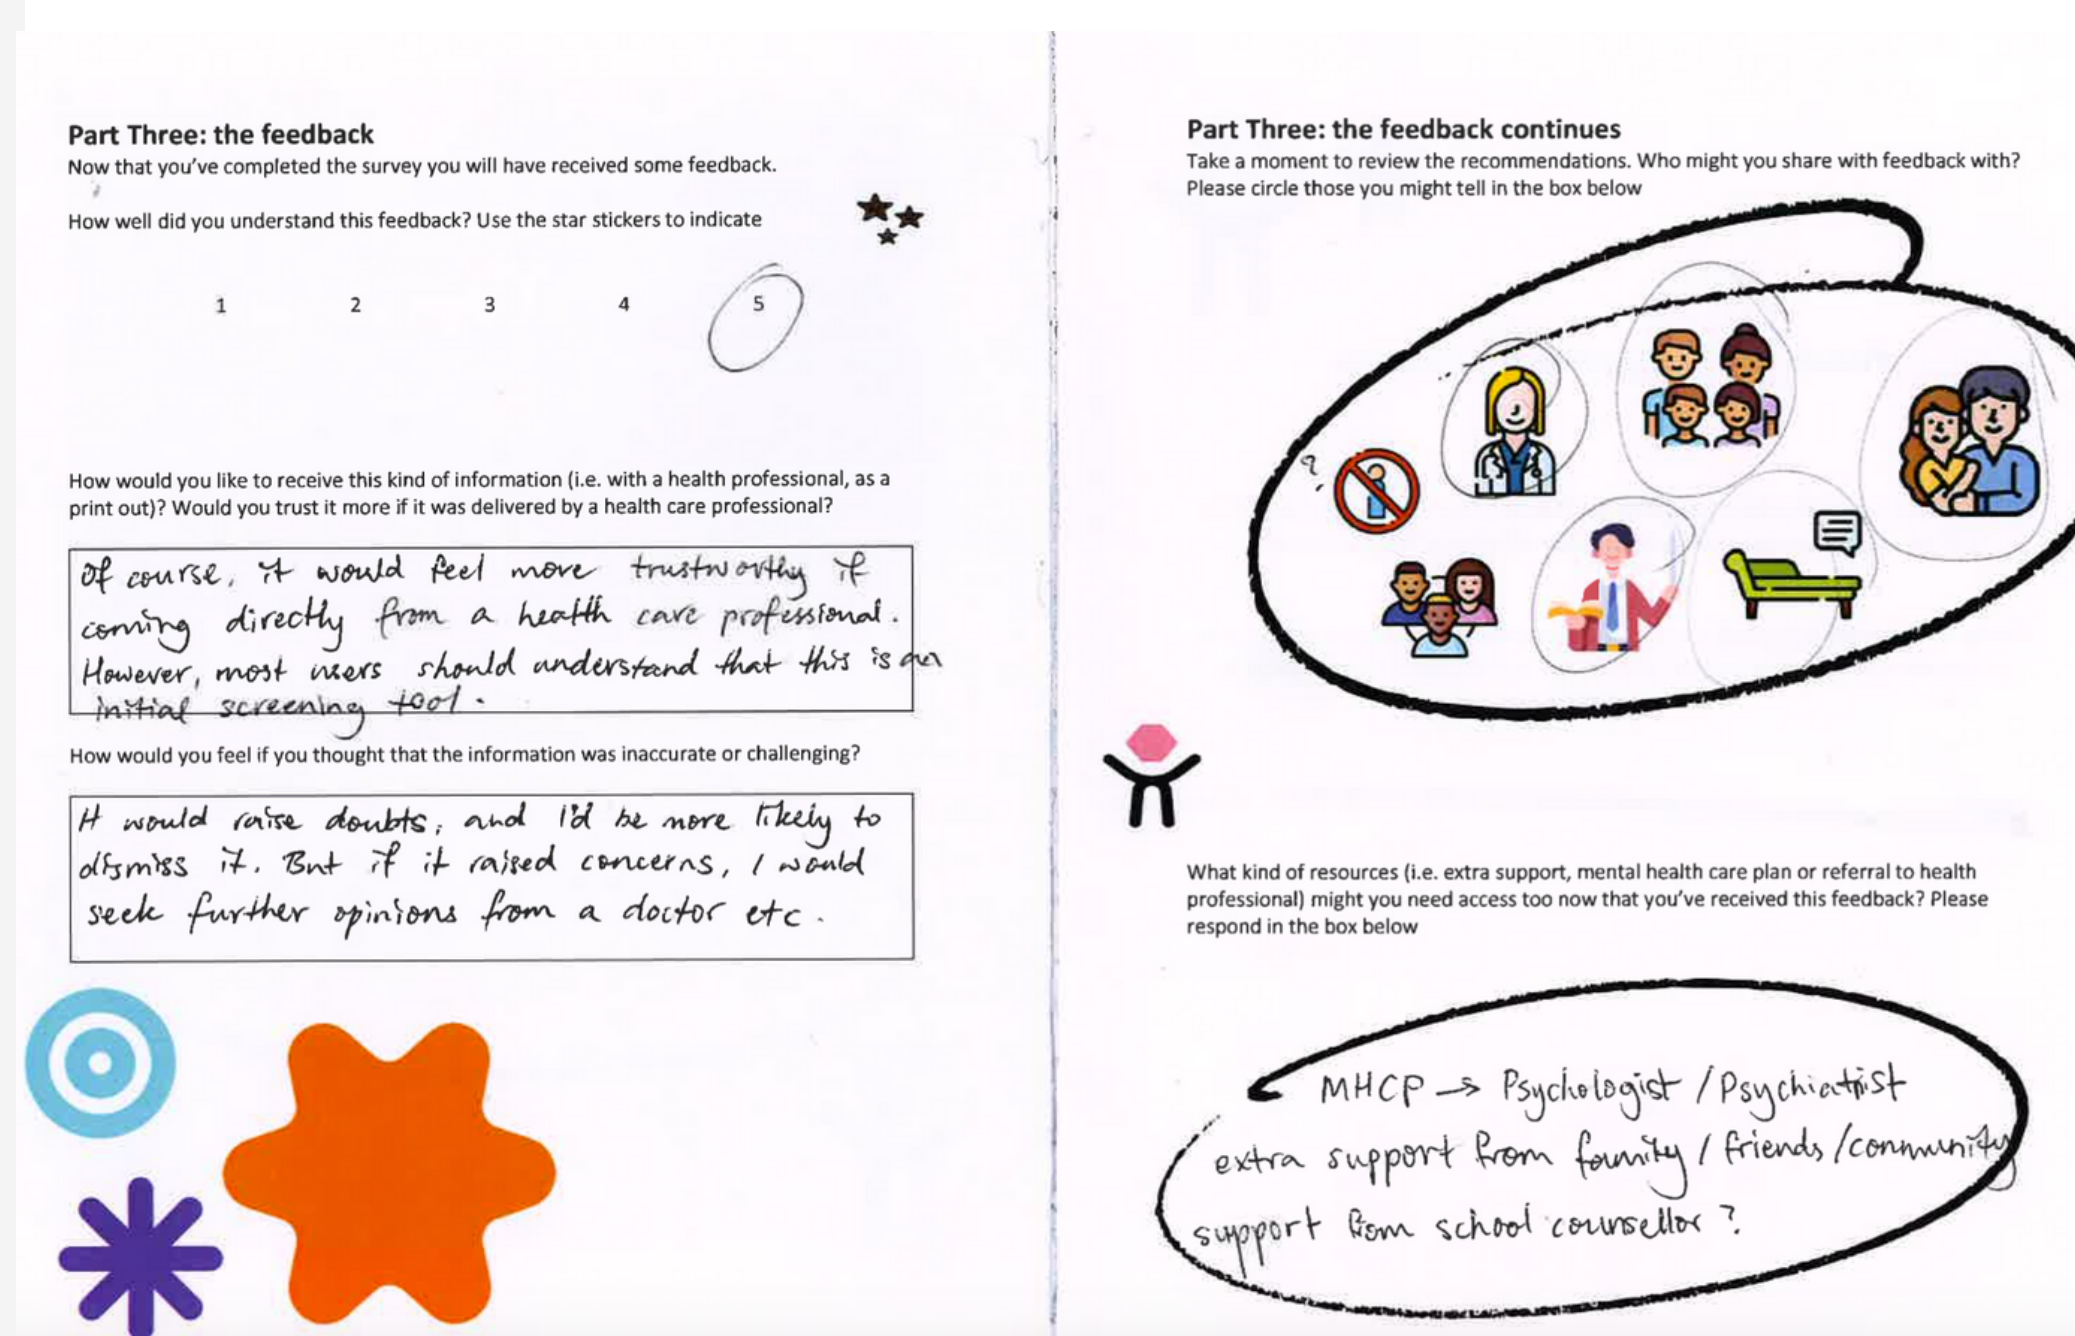 Part Three: the feedback
Now that you've completed the survey you will have received some feedback.
How well did you understand this feedback? Use the star stickers to indicate
1 2 3 4 5
How would you like to receive this kind of information (i.e. with a health professional, as a
print out)? Would you trust it more if it was delivered by a health care professional?
Of course, it would feel more trustworthy if
coming directly from a health care professional.
However, most users should understand that this is an
initial screening tool.
How would you feel if you thought that the information was inaccurate or challenging?
It would raise doubts, and I'd be more likely to
dismiss it. But if it raised concerns, I would
seek further opinions from a doctor etc.
Part Three: the feedback continues
Take a moment to review the recommendations. Who might you share with feedback with?
Please circle those you might tell in the box below
?
What kind of resources (i.e. extra support, mental health care plan or referral to health
professional) might you need access too now that you've received this feedback? Please
respond in the box below
MHCP → Psychologist / Psychiatrist
extra support from family / friends / community
support from school counsellor ?